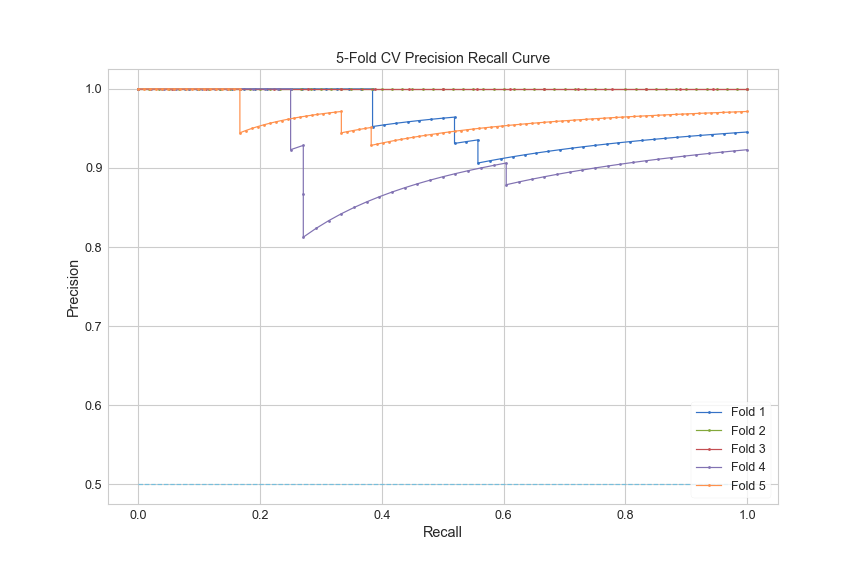 5-Fold CV Precision Recall Curve
1.0
0.9
0.8
0.7
0.6
0.5
Precision
0.0 0.2 0.4 0.6 0.8 1.0
Recall
Fold 1
Fold 2
Fold 3
Fold 4
Fold 5